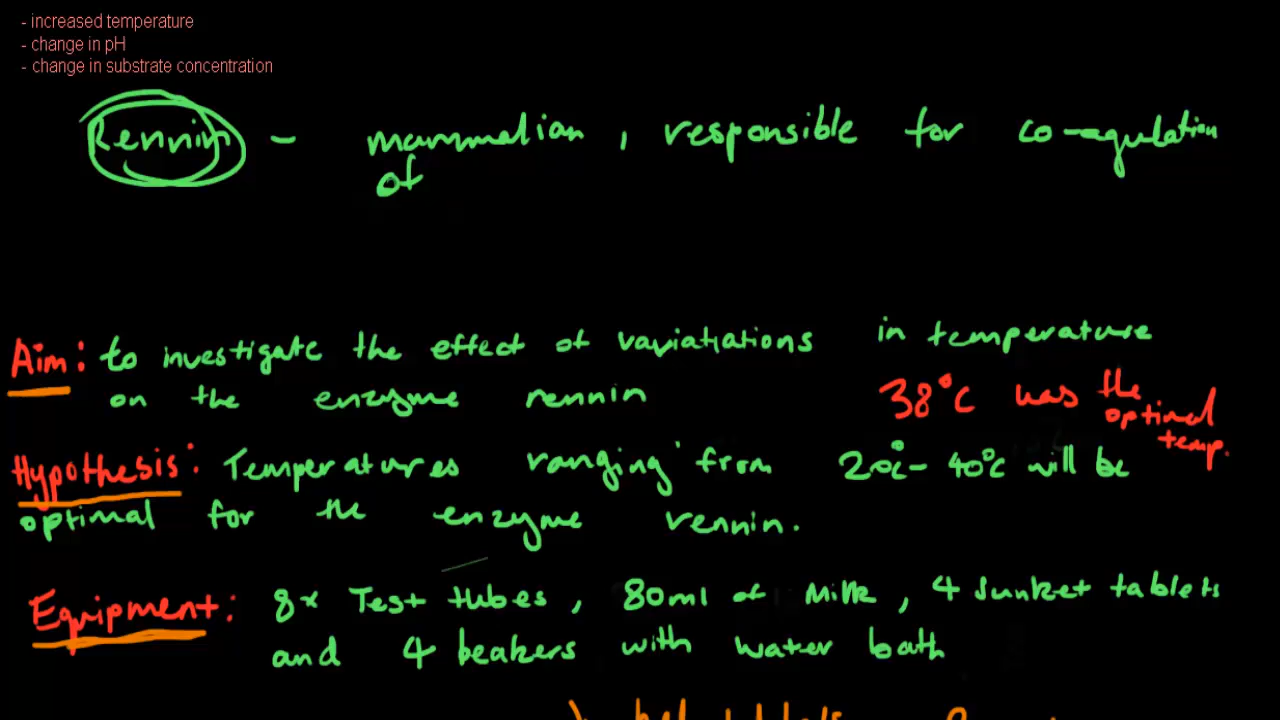 - increased temperature
- change in pH
- change in substrate concentration
Rennin - mammalian, responsible for co-agulation
of
Aim: to investigate the effect of variations in temperature
on the enzyme rennin
38°C was the
optimal
temp.
Hypothesis: Temperatures ranging from 20°C - 40°C will be
optimal for the enzyme rennin.
Equipment: 8x Test tubes, 80ml of Milk, 4 Junket tablets
and 4 beakers with water bath